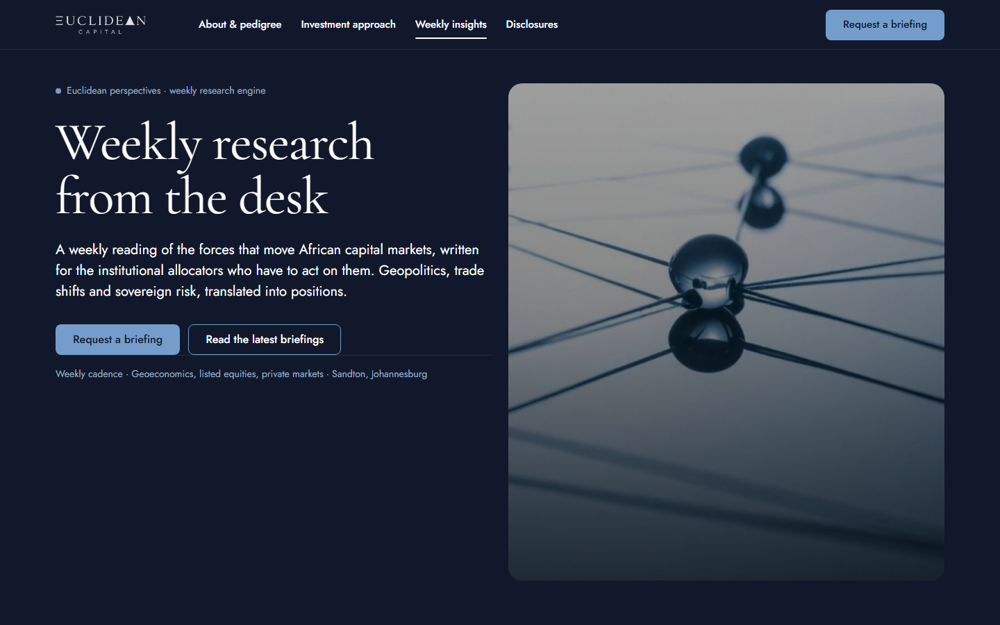 EUCLIDEAN
CAPITAL
About & pedigree
Investment approach
Weekly insights
Disclosures
Request a briefing
Euclidean perspectives · weekly research engine
Weekly research
from the desk
A weekly reading of the forces that move African capital markets, written
for the institutional allocators who have to act on them. Geopolitics, trade
shifts and sovereign risk, translated into positions.
Request a briefing
Read the latest briefings
Weekly cadence · Geoeconomics, listed equities, private markets · Sandton, Johannesburg